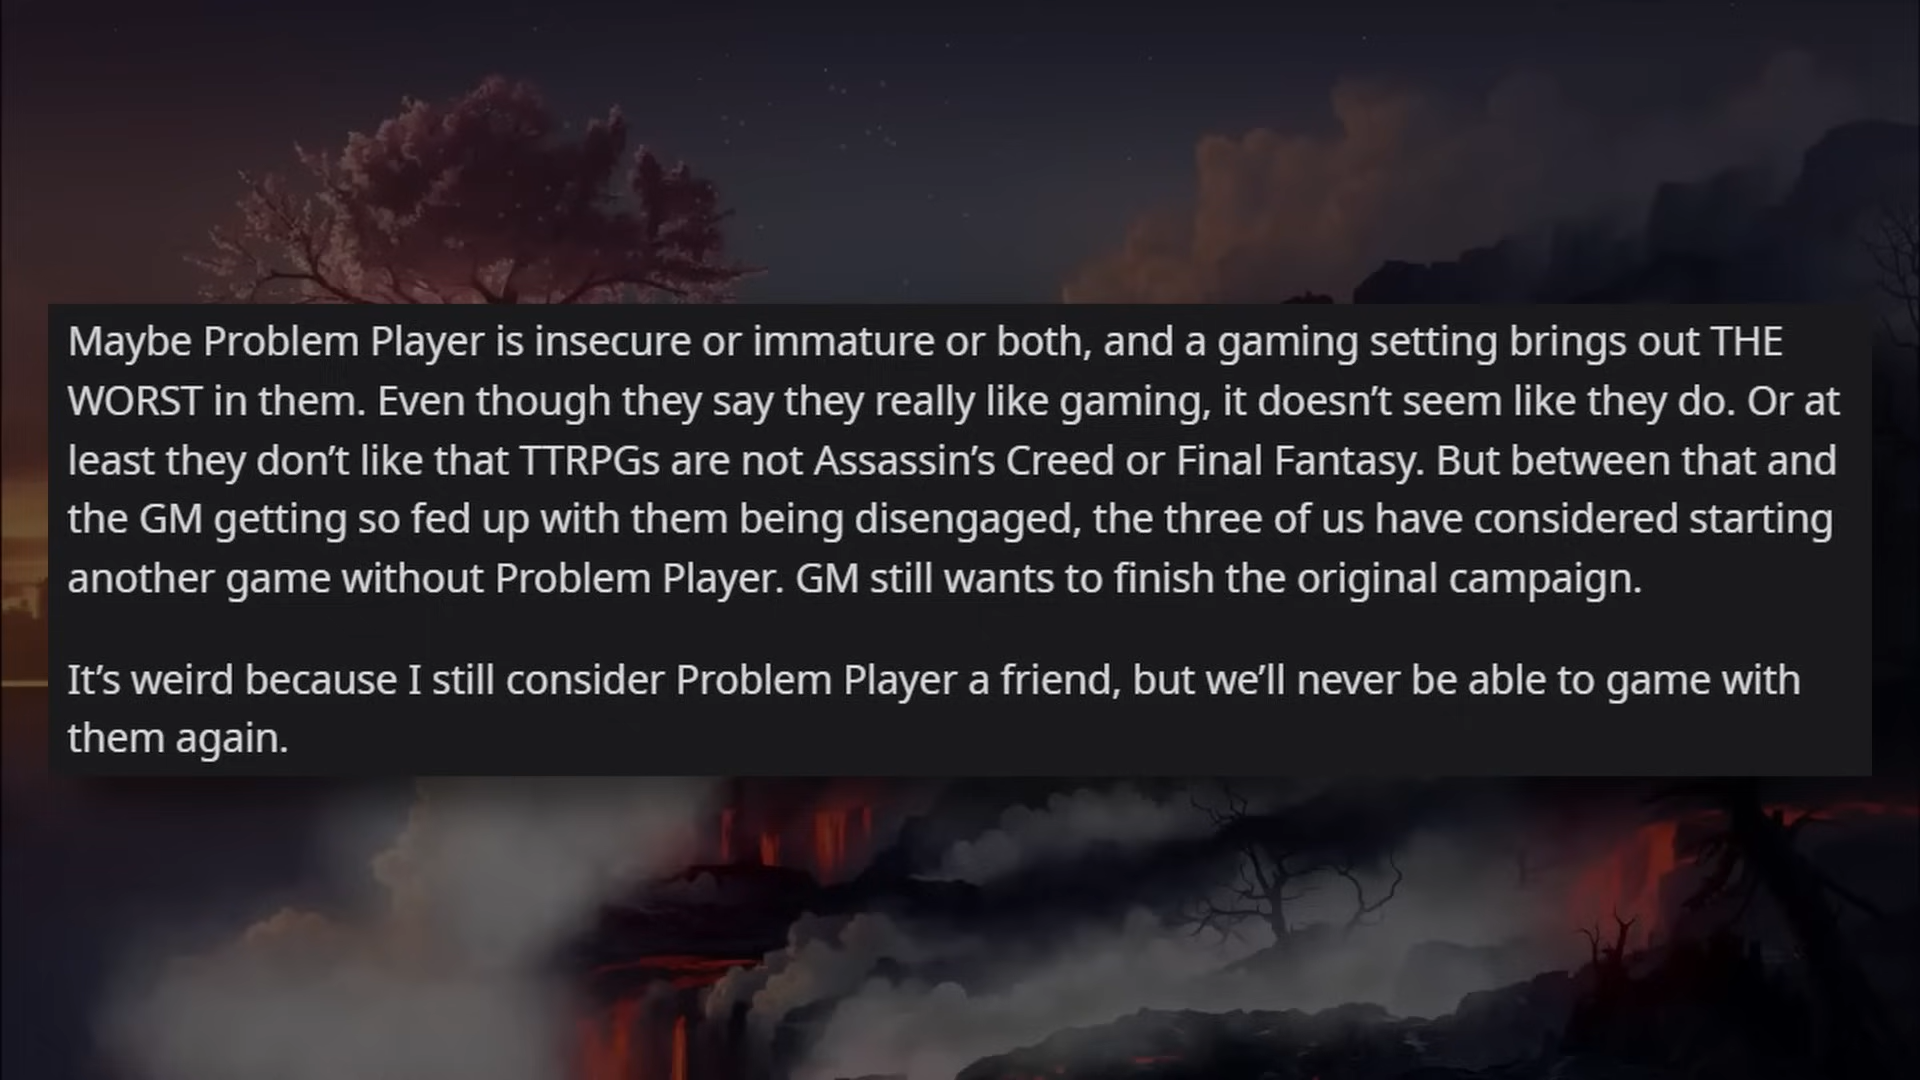 Maybe Problem Player is insecure or immature or both, and a gaming setting brings out THE
WORST in them. Even though they say they really like gaming, it doesn’t seem like they do. Or at
least they don’t like that TTRPGs are not Assassin’s Creed or Final Fantasy. But between that and
the GM getting so fed up with them being disengaged, the three of us have considered starting
another game without Problem Player. GM still wants to finish the original campaign.
It’s weird because I still consider Problem Player a friend, but we’ll never be able to game with
them again.